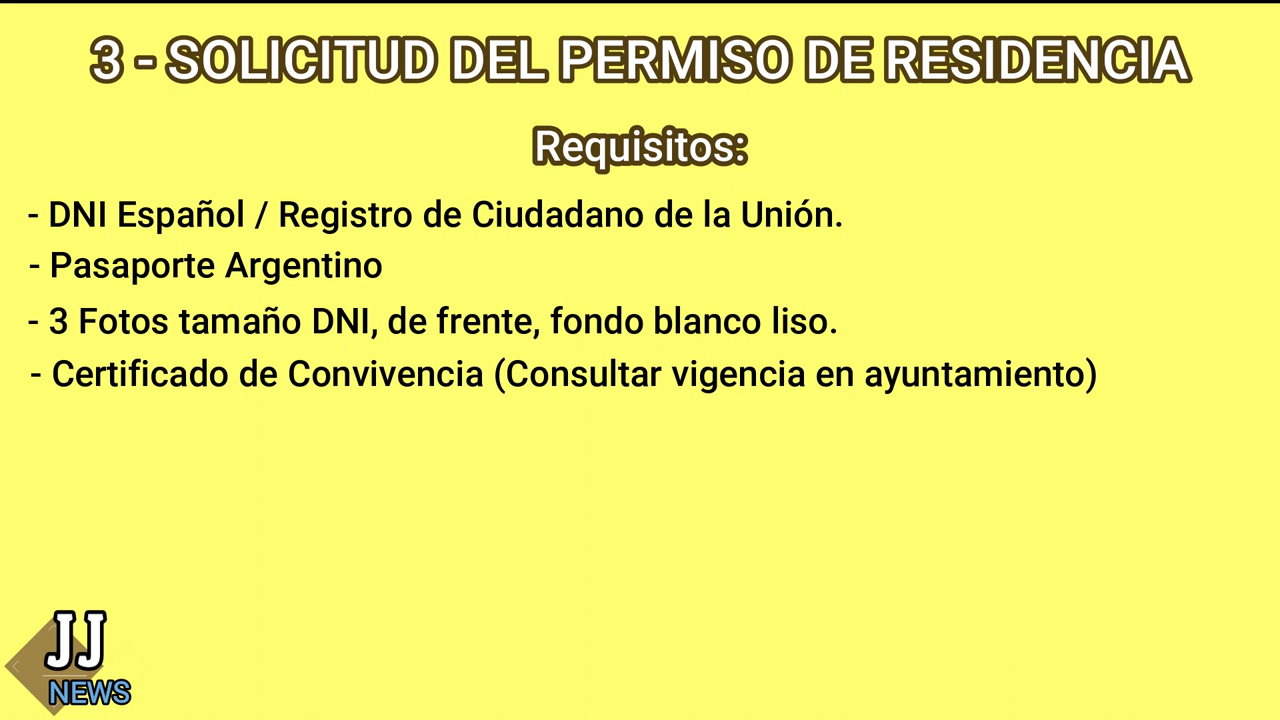 3 - SOLICITUD DEL PERMISO DE RESIDENCIA
Requisitos:
- DNI Español / Registro de Ciudadano de la Unión.
- Pasaporte Argentino
- 3 Fotos tamaño DNI, de frente, fondo blanco liso.
- Certificado de Convivencia (Consultar vigencia en ayuntamiento)
JJ
NEWS